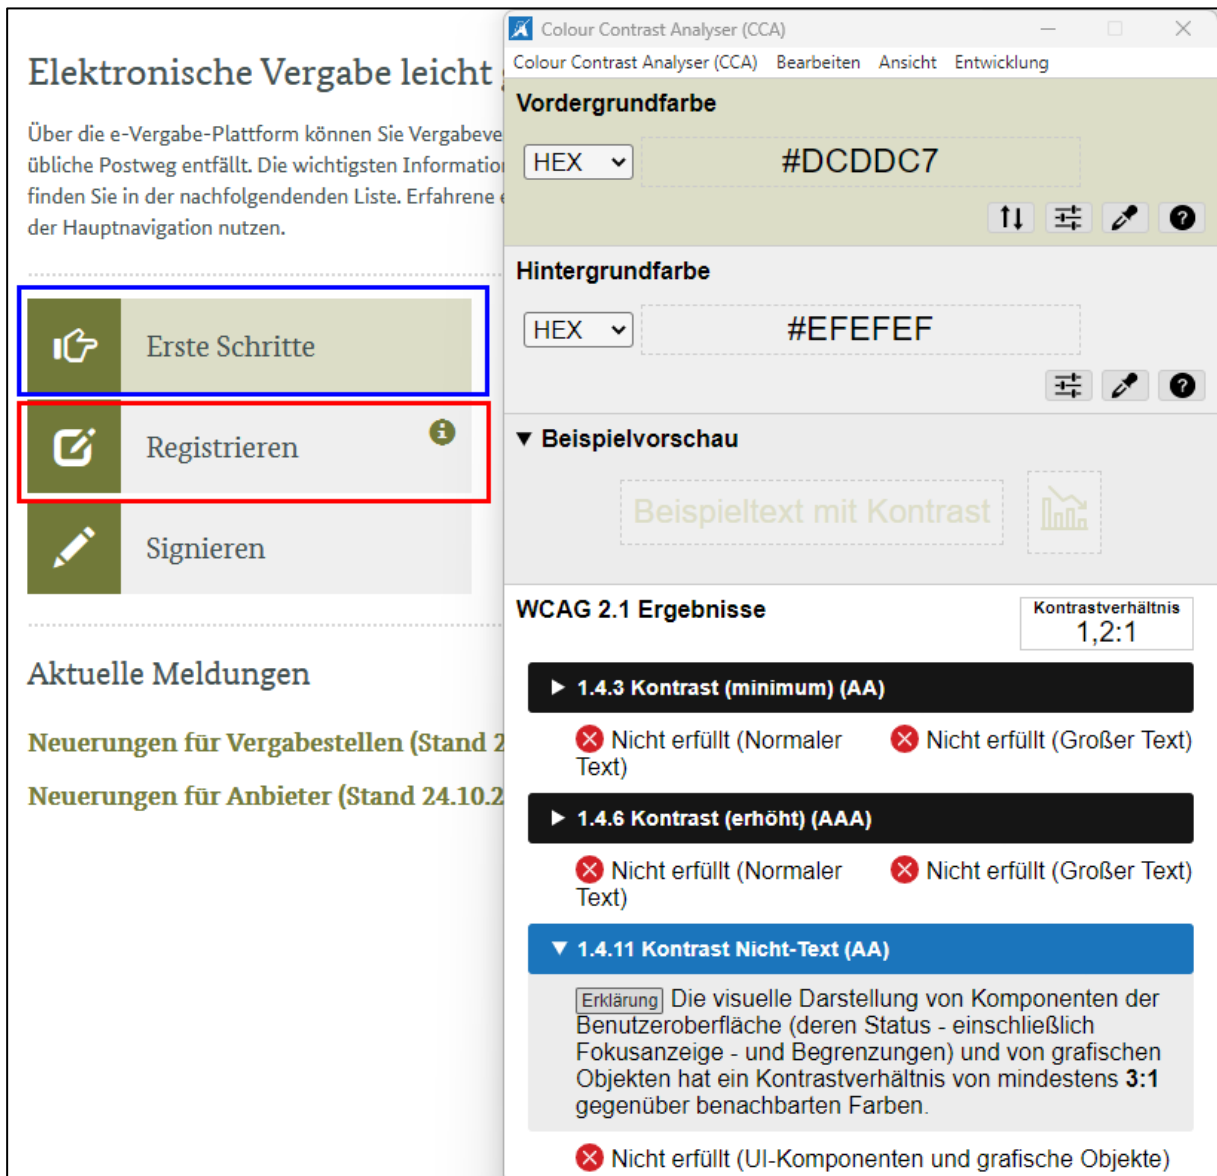 Elektronische Vergabe leicht
Über die e-Vergabe-Plattform können Sie Vergabeve
übliche Postweg entfällt. Die wichtigsten Informatio
finden Sie in der nachfolgendenden Liste. Erfahrene
der Hauptnavigation nutzen.
Erste Schritte
Registrieren
Signieren
Aktuelle Meldungen
Neuerungen für Vergabestellen (Stand 2
Neuerungen für Anbieter (Stand 24.10.2
Colour Contrast Analyser (CCA)
Colour Contrast Analyser (CCA) Bearbeiten Ansicht Entwicklung
Vordergrundfarbe
HEX #DCDDC7
Hintergrundfarbe
HEX #EFEFEF
Beispielvorschau
Beispieltext mit Kontrast
WCAG 2.1 Ergebnisse
Kontrastverhältnis
1,2:1
1.4.3 Kontrast (minimum) (AA)
Nicht erfüllt (Normaler Nicht erfüllt (Großer Text)
Text)
1.4.6 Kontrast (erhöht) (AAA)
Nicht erfüllt (Normaler Nicht erfüllt (Großer Text)
Text)
1.4.11 Kontrast Nicht-Text (AA)
Erklärung Die visuelle Darstellung von Komponenten der
Benutzeroberfläche (deren Status - einschließlich
Fokusanzeige - und Begrenzungen) und von grafischen
Objekten hat ein Kontrastverhältnis von mindestens 3:1
gegenüber benachbarten Farben.
Nicht erfüllt (UI-Komponenten und grafische Objekte)